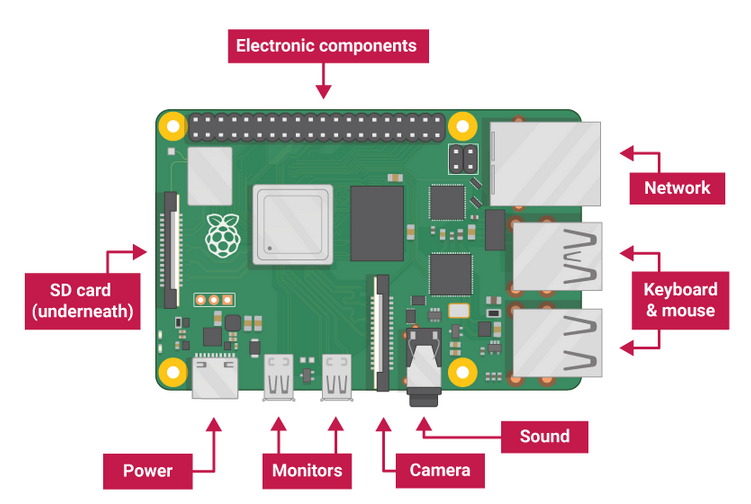 Electronic components
Network
SD card
(underneath)
Keyboard
& mouse
Sound
Power
Monitors
Camera